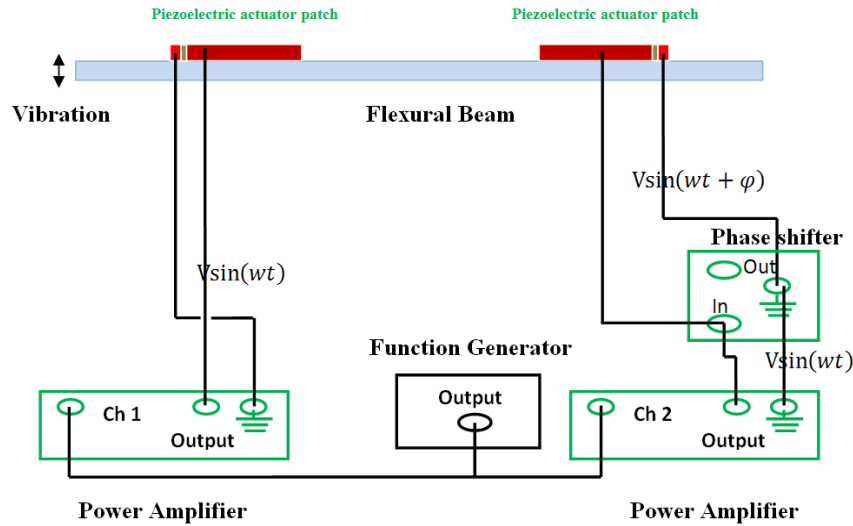 Piezoelectric actuator patch
Piezoelectric actuator patch
Vibration
Flexural Beam
Vsin(wt + φ)
Phase shifter
Out
Vsin(wt)
In
Function Generator
Vsin(wt)
Output
Ch 1
Output
Ch 2
Output
Power Amplifier
Power Amplifier